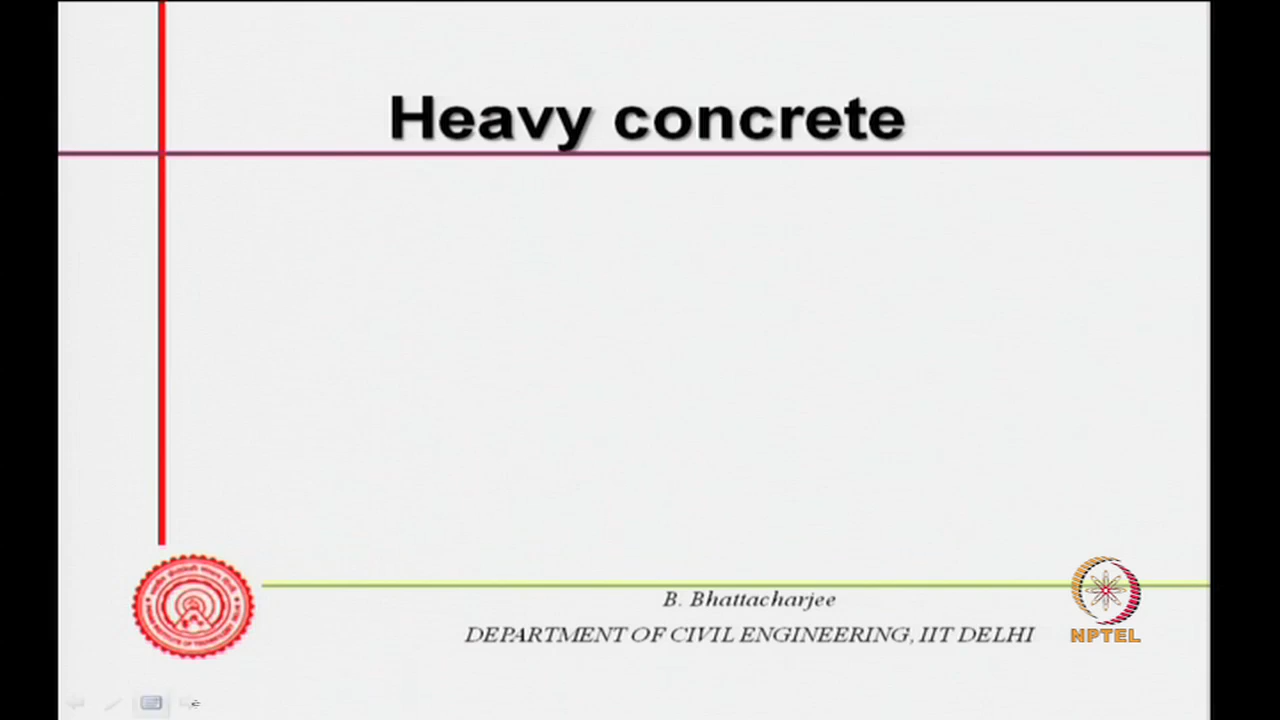 Heavy concrete
B. Bhattacharjee
DEPARTMENT OF CIVIL ENGINEERING, IIT DELHI
NPTEL